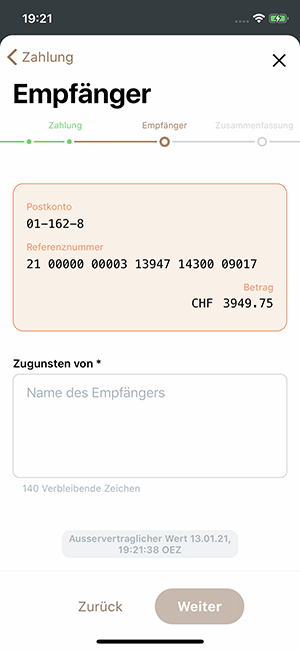 19:21
Zahlung
Empfänger
Zahlung
Empfänger
Zusammenfassung
Postkonto
01-162-8
Referenznummer
21 00000 00003 13947 14300 09017
Betrag
CHF 3949.75
Zugunsten von *
Name des Empfängers
140 Verbleibende Zeichen
Ausservertraglicher Wert 13.01.21,
19:21:38 OEZ
Zurück
Weiter